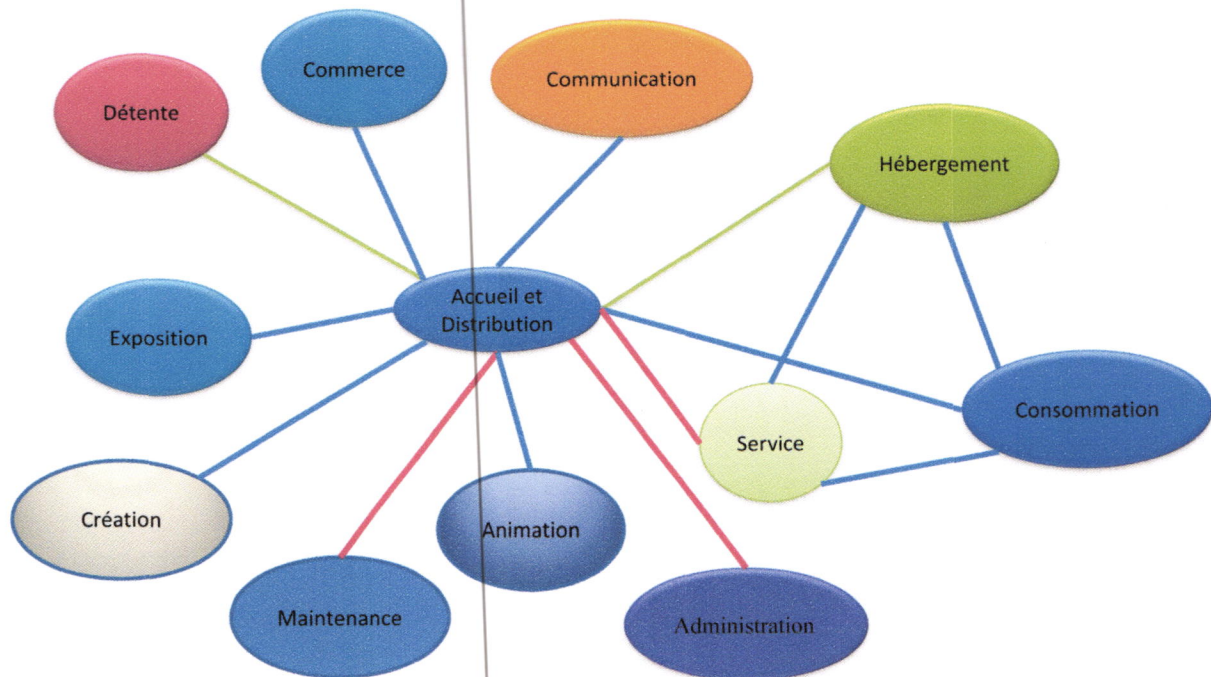 Commerce
Communication
Détente
Hébergement
Accueil et
Distribution
Exposition
Consommation
Service
Création
Animation
Maintenance
Administration